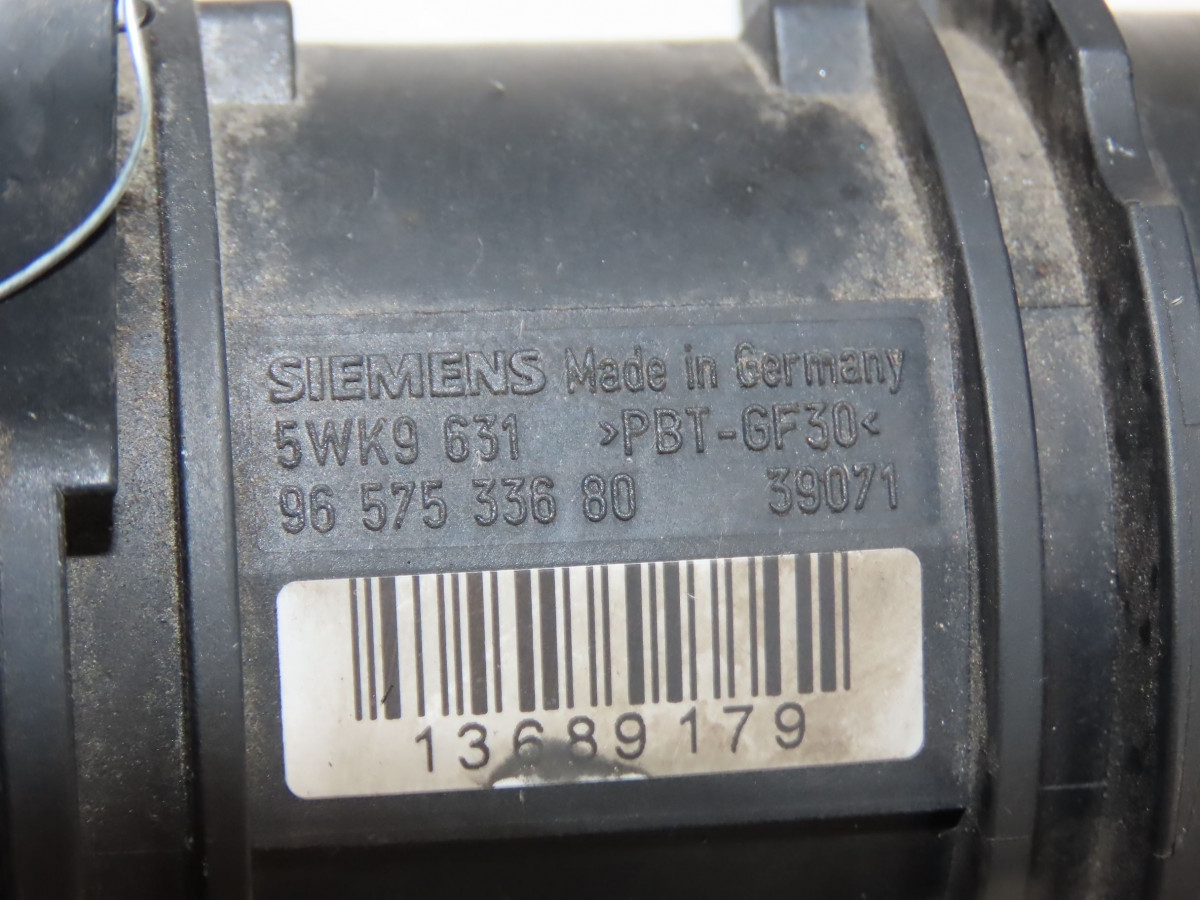 SIEMENS Made in Germany
5WK9 631 >PBT-GF30<
96 575 336 80 39071
13689179